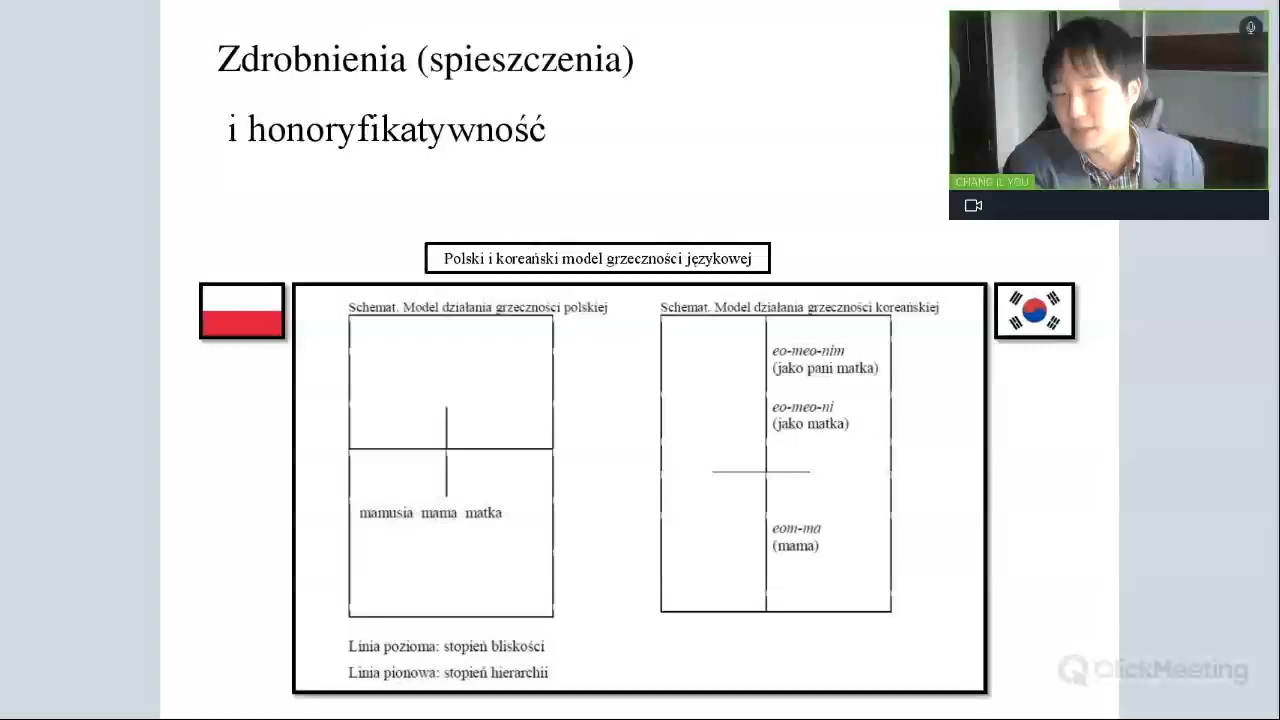 Zdrobnienia (spieszczenia)
i honoryfikatywność
CHANG IL YOU
Polski i koreański model grzeczności językowej
Schemat. Model działania grzeczności polskiej
mamusia mama matka
Schemat. Model działania grzeczności koreańskiej
eo-meo-nim
(jako pani matka)
eo-meo-ni
(jako matka)
eom-ma
(mama)
Linia pozioma: stopień bliskości
Linia pionowa: stopień hierarchii
ClickMeeting